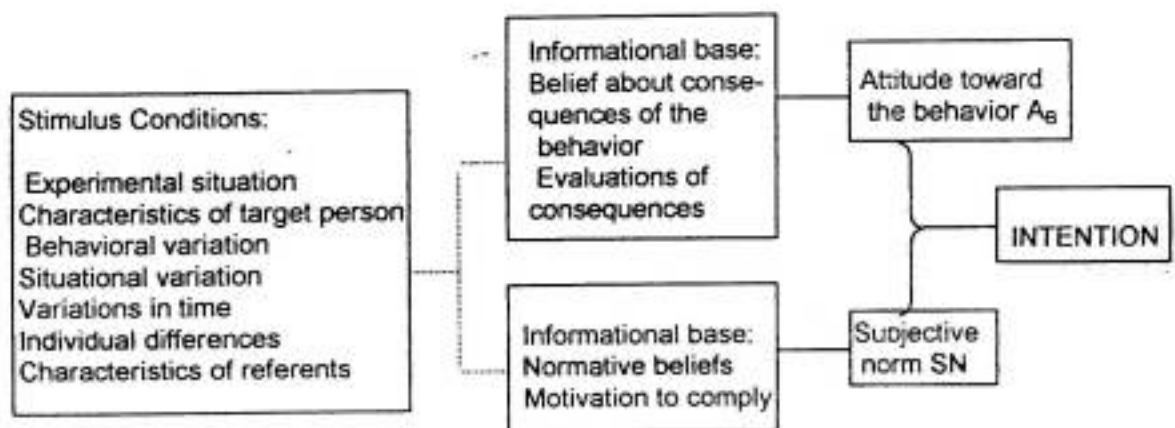 Stimulus Conditions:
Experimental situation
Characteristics of target person
Behavioral variation
Situational variation
Variations in time
Individual differences
Characteristics of referents
Informational base:
Belief about conse-
quences of the
behavior
Evaluations of
consequences
Informational base:
Normative beliefs
Motivation to comply
Attitude toward
the behavior A_B
Subjective
norm SN
INTENTION